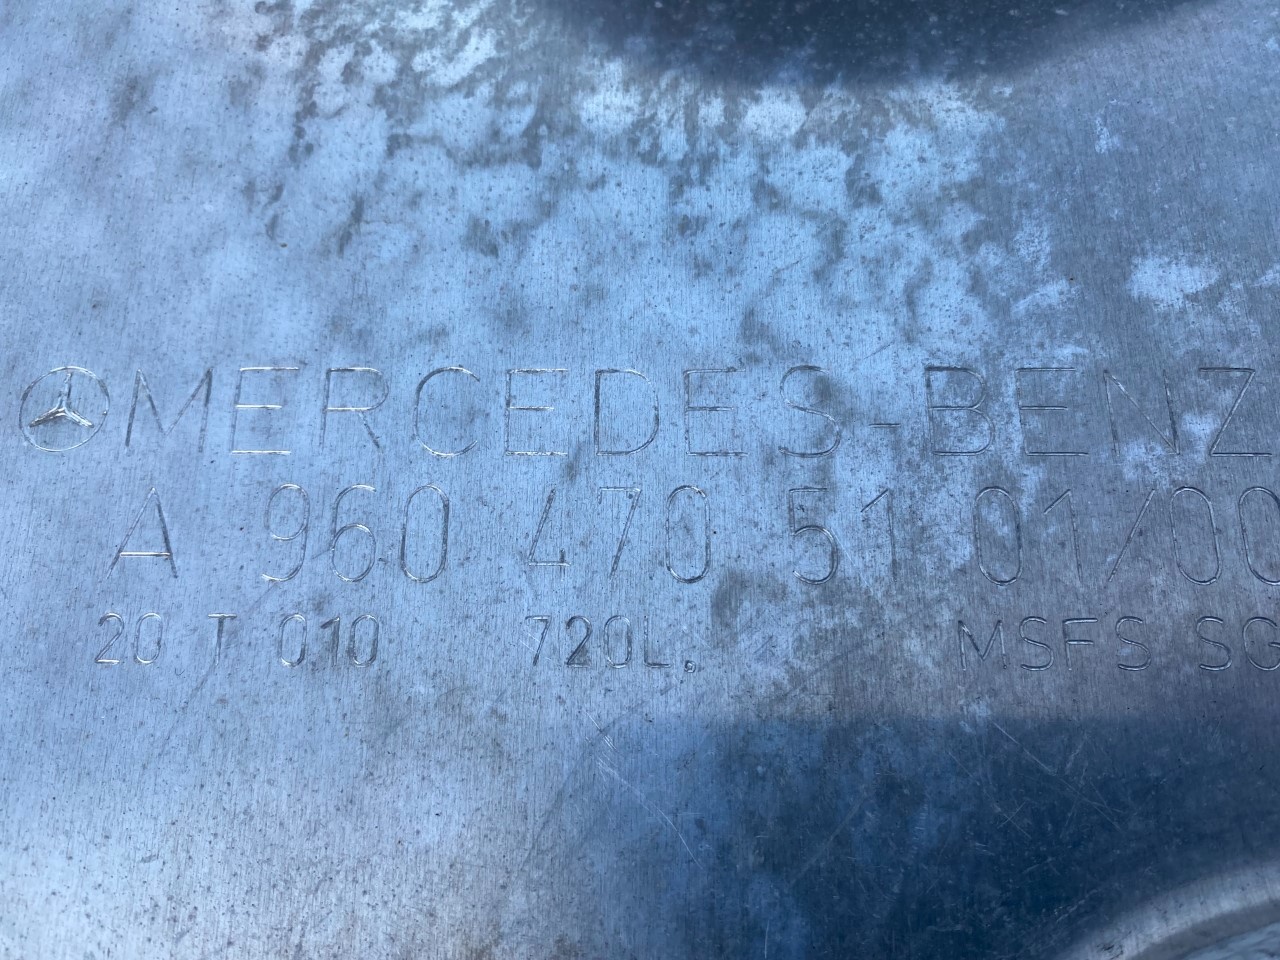 MERCEDES-BENZ
A 960 470 51 01/00
20 T 010 720L. MSFS SG